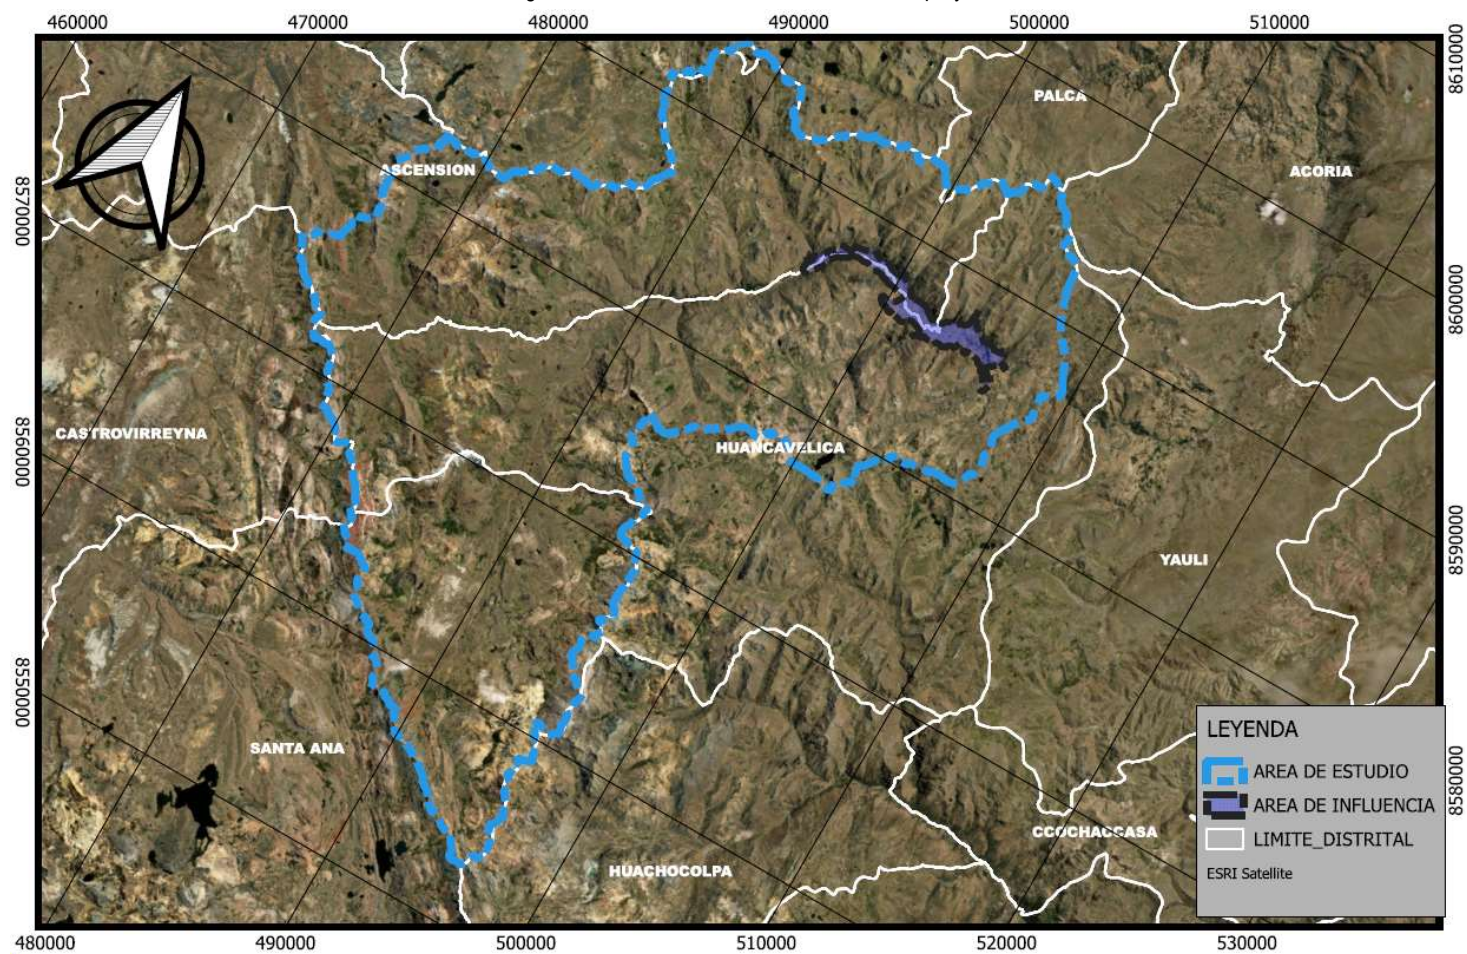 460000 470000 480000 490000 500000 510000
8610000
PALCA
ASCENSION
ACORIA
8570000
8600000
CASTROVIRREYNA
HUANCAVELICA
8560000
8590000
YAULI
8550000
SANTA ANA
LEYENDA
AREA DE ESTUDIO
AREA DE INFLUENCIA
LIMITE_DISTRITAL
ESRI Satellite
8580000
CCOCHACCASA
HUACHOCOLPA
480000 490000 500000 510000 520000 530000